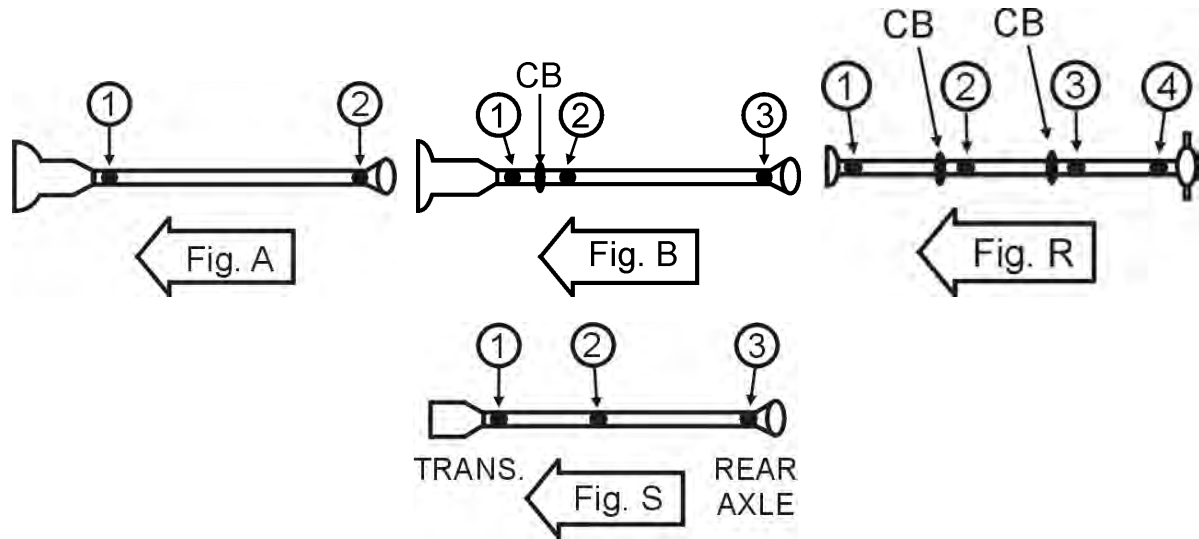 CB CB
1 2
CB
1 2 3
1 2 3 4
Fig. A
Fig. B
Fig. R
1 2 3
TRANS.
REAR
AXLE
Fig. S